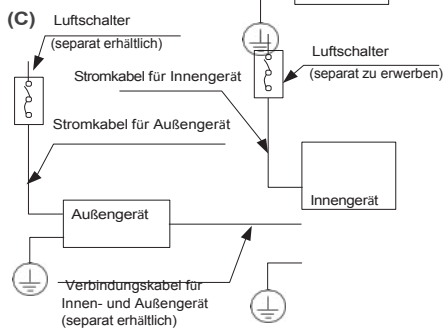 (C)
Luftschalter
(separat erhältlich)
Luftschalter
(separat zu erwerben)
Stromkabel für Innengerät
Stromkabel für Außengerät
Innengerät
Außengerät
Verbindungskabel für
Innen- und Außengerät
(separat erhältlich)